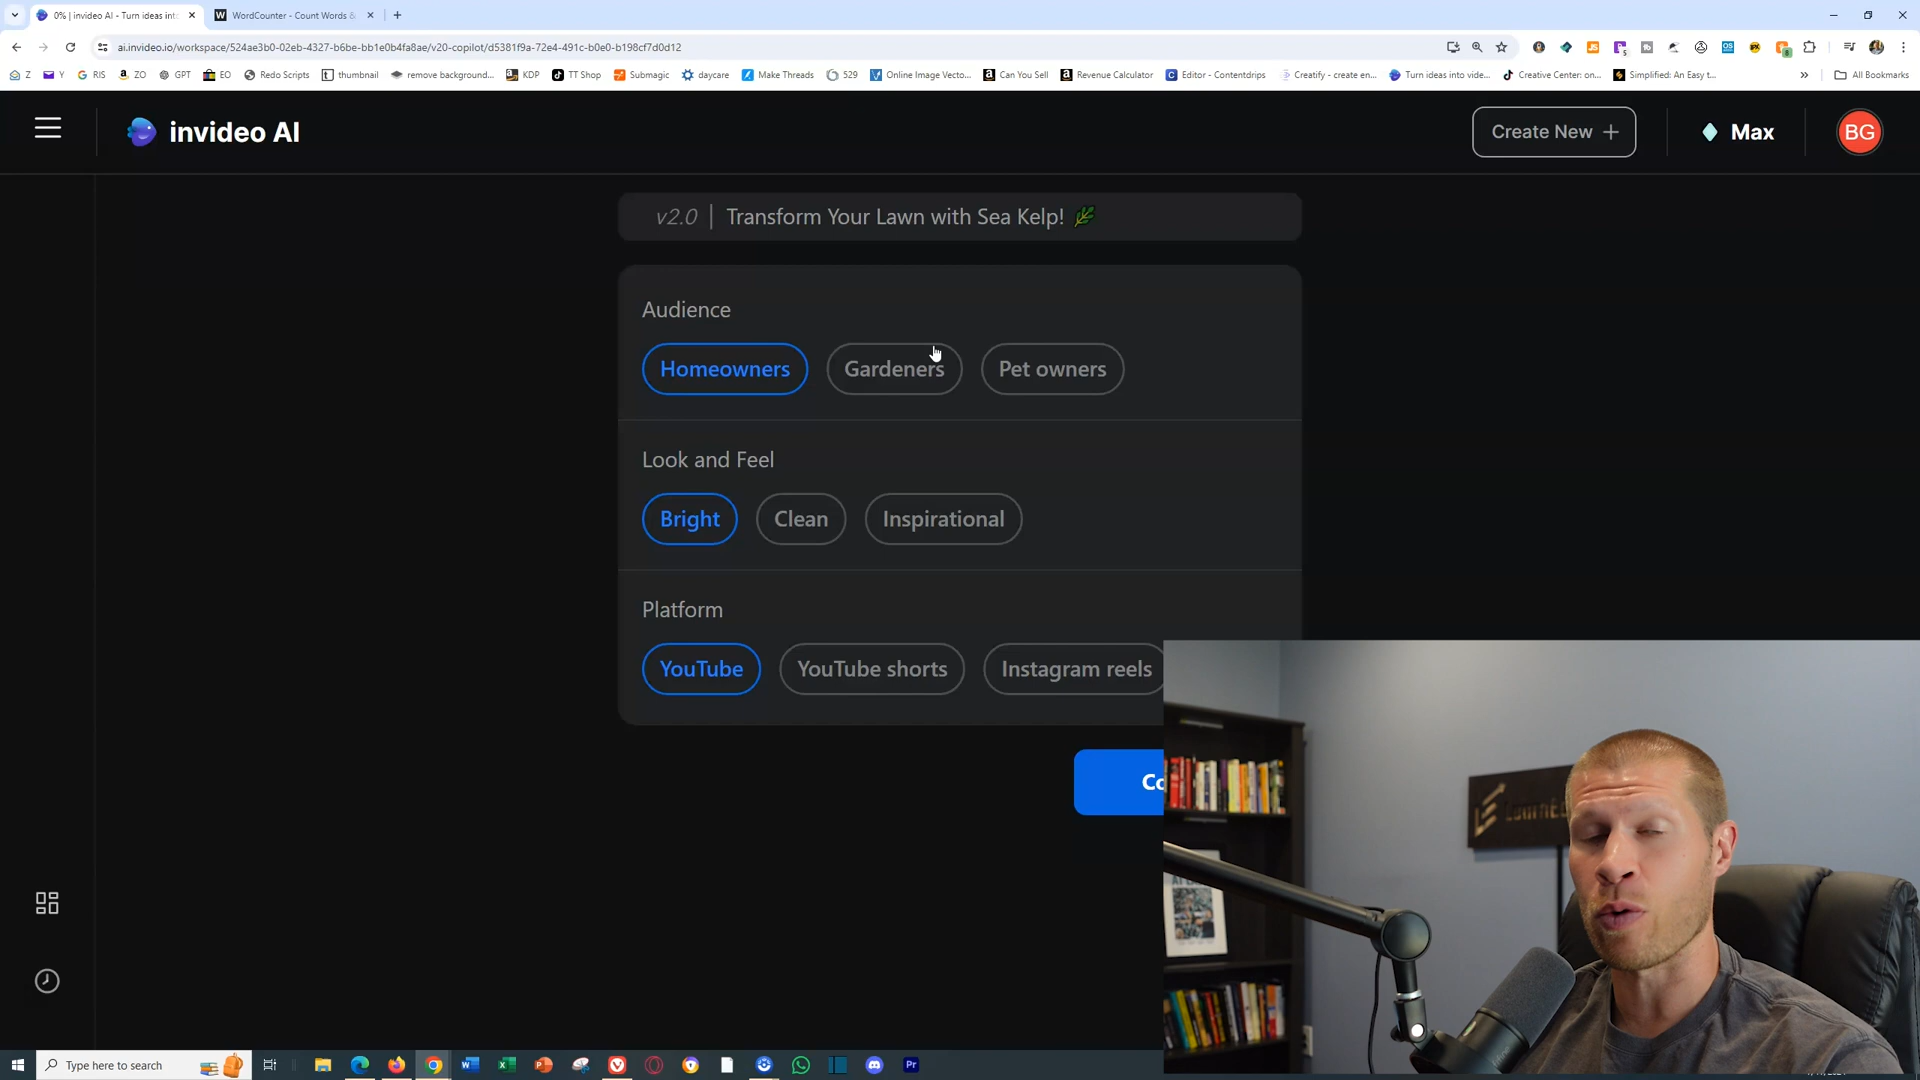 0% | invideo AI - Turn ideas int
WordCounter - Count Words &
ai.invideo.io/workspace/524ae3b0-02eb-4327-b6be-bb1e0b4fa8ae/v20-copilot/d5381f9a-72e4-491c-b0e0-b198cf7d0d12
Z Y RIS ZO GPT EO Redo Scripts thumbnail remove background... KDP TT Shop Submagic daycare Make Threads 529 Online Image Vecto... Can You Sell Revenue Calculator Editor - Contentdrips Creatify - create en... Turn ideas into vide... Creative Center: on... Simplified: An Easy t... » All Bookmarks
invideo AI
Create New +
Max
BG
v2.0 | Transform Your Lawn with Sea Kelp!
Audience
Homeowners Gardeners Pet owners
Look and Feel
Bright Clean Inspirational
Platform
YouTube YouTube shorts Instagram reels
Co
Type here to search